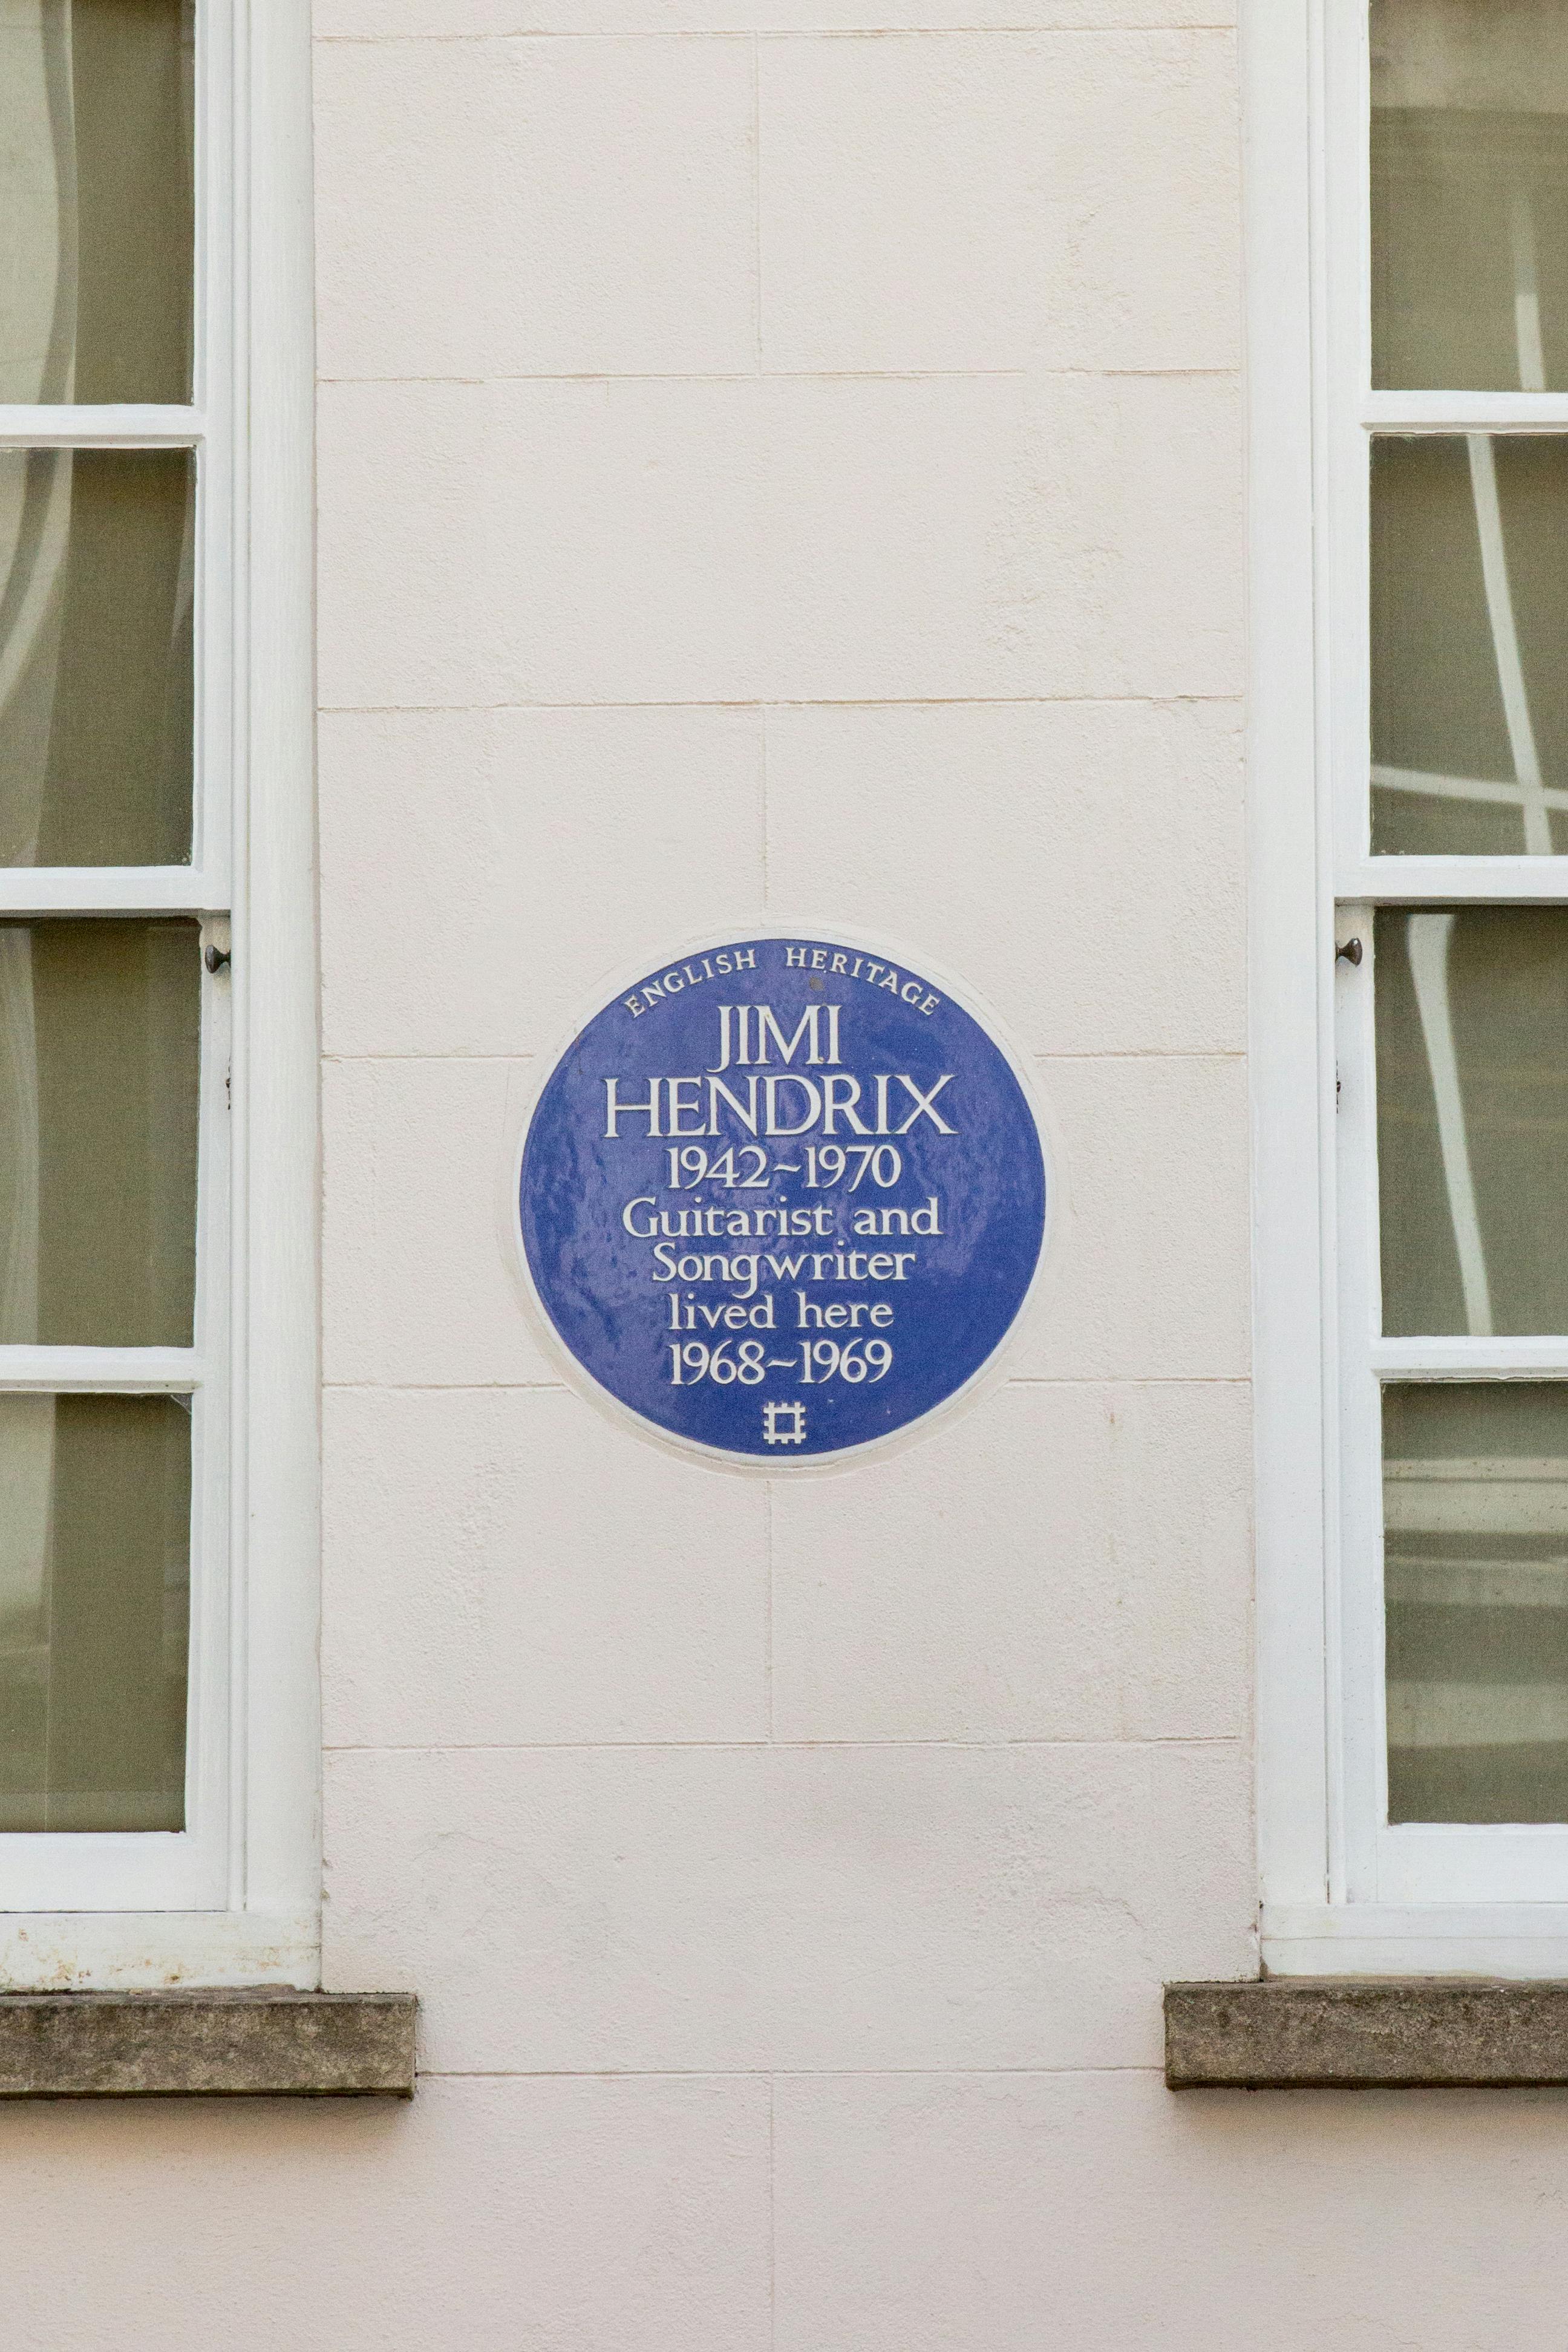 ENGLISH HERITAGE
JIMI
HENDRIX
1942~1970
Guitarist and
Songwriter
lived here
1968~1969